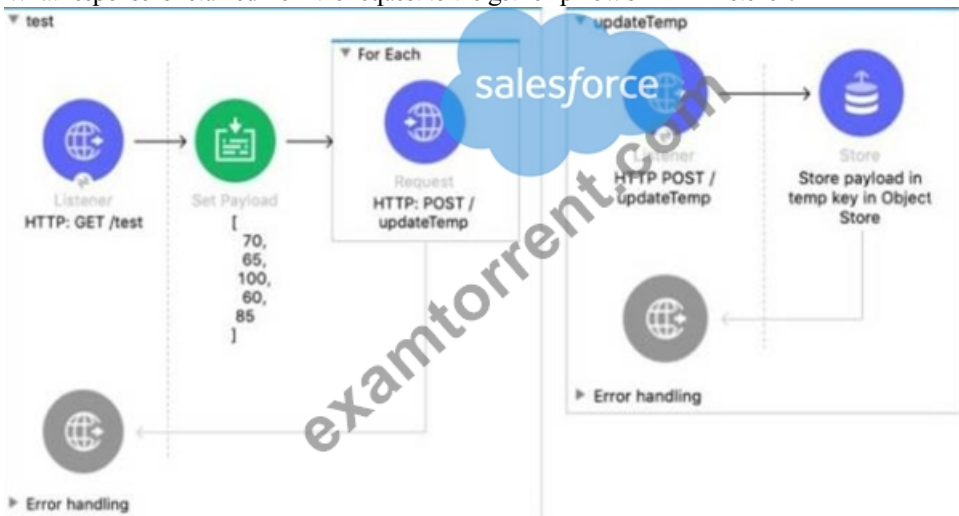 test
For Each
Listener
HTTP: GET /test
Set Payload
[
70,
65,
100,
60,
85
]
Request
HTTP: POST /
updateTemp
Error handling
salesforce
updateTemp
Listener
HTTP POST /
updateTemp
Store
Store payload in
temp key in Object
Store
Error handling
examtorrent.com